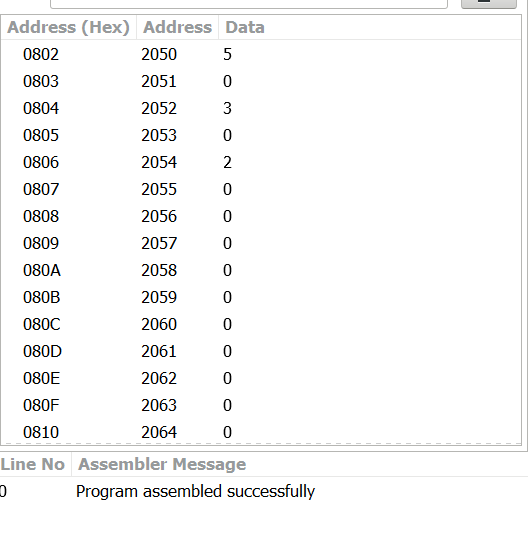 Address (Hex) Address Data
0802 2050 5
0803 2051 0
0804 2052 3
0805 2053 0
0806 2054 2
0807 2055 0
0808 2056 0
0809 2057 0
080A 2058 0
080B 2059 0
080C 2060 0
080D 2061 0
080E 2062 0
080F 2063 0
0810 2064 0
Line No Assembler Message
0 Program assembled successfully